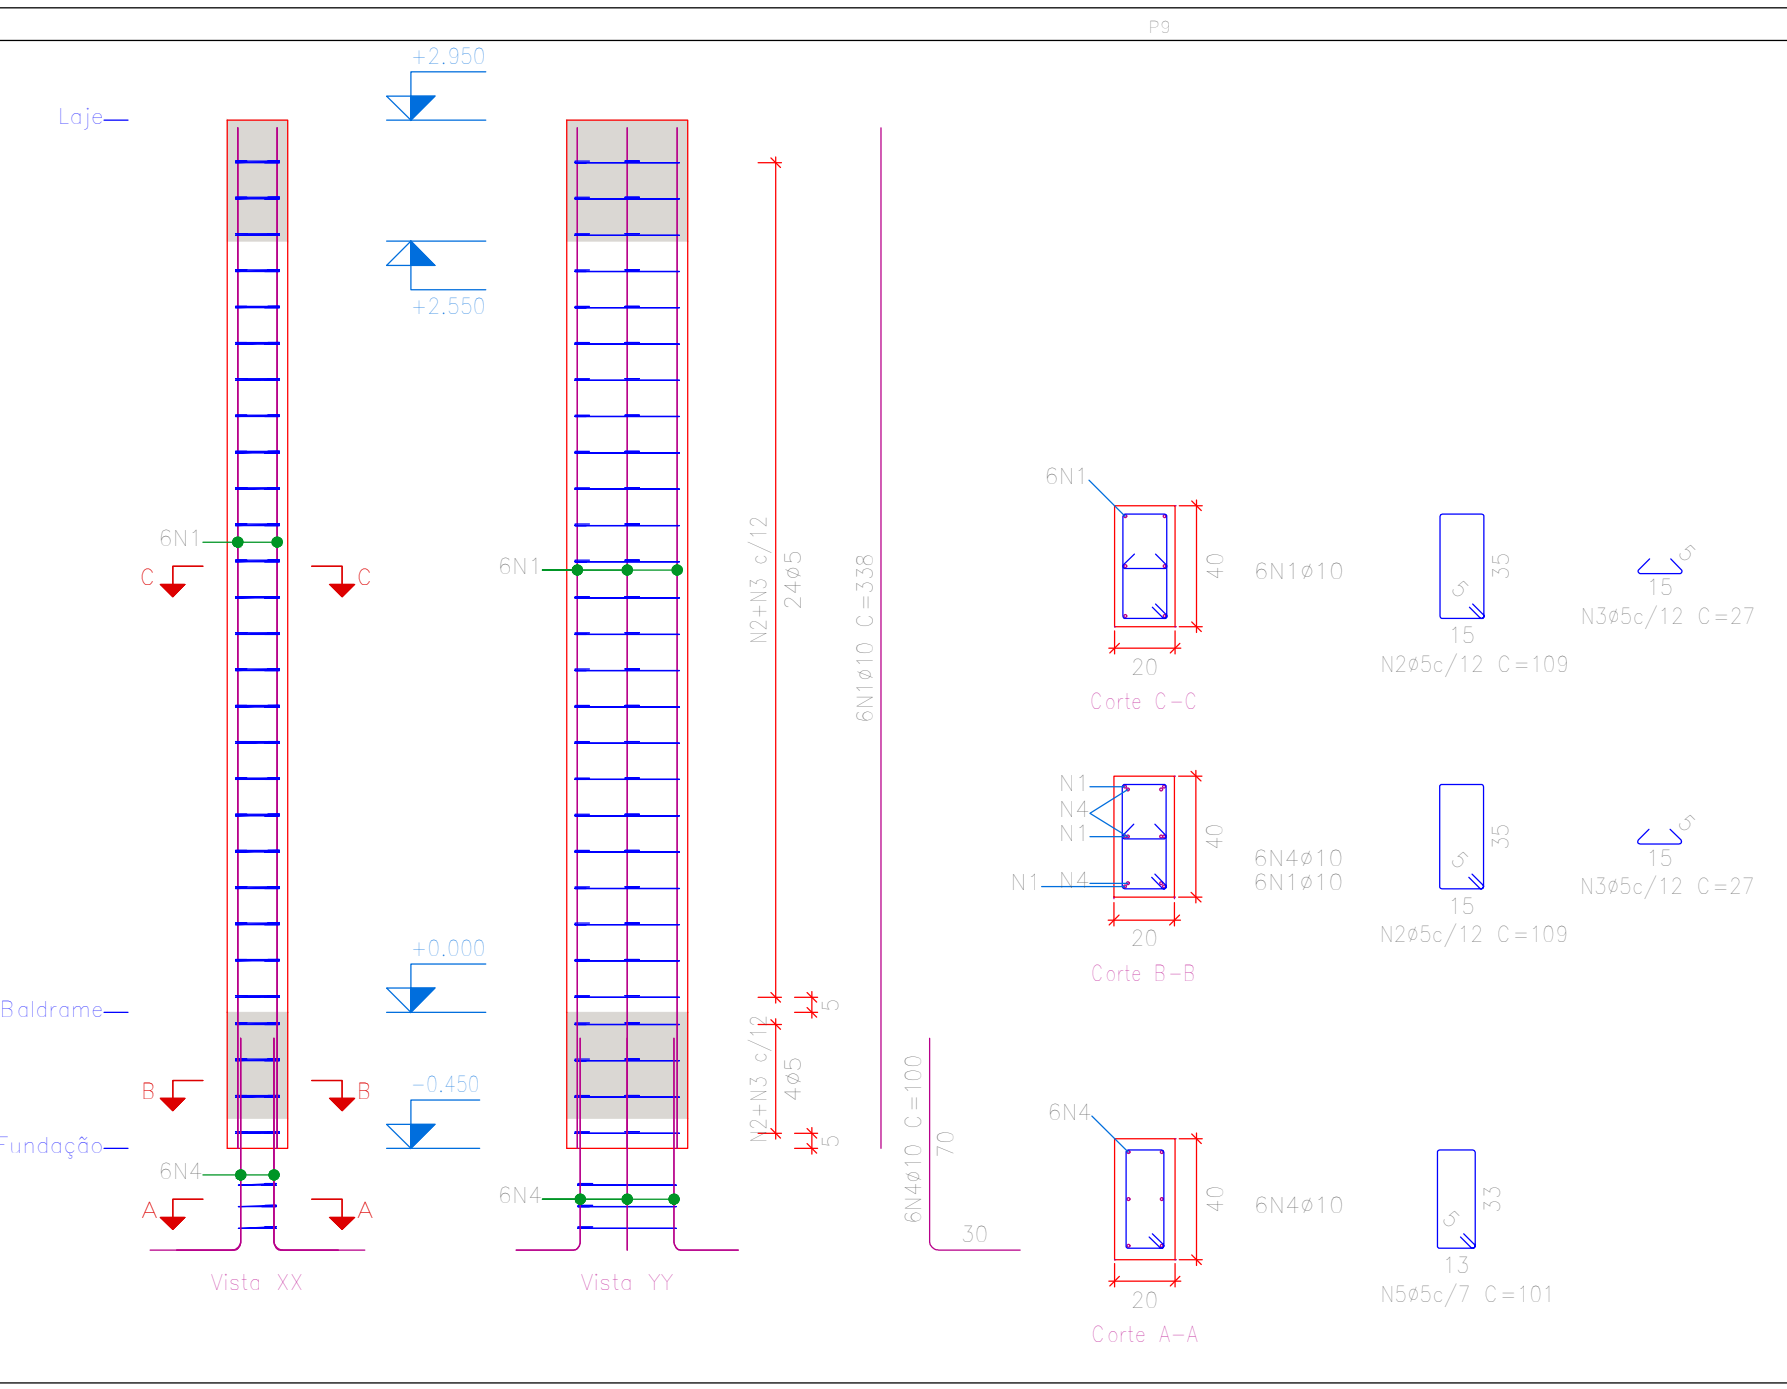 P9
+2.950
Laje
+2.550
6N1
C
C
6N1
N2+N3 c/12
24ø5
6N1ø10 C=338
+0.000
Baldrame
5
N2+N3 c/12
4ø5
-0.450
B
B
Fundação
5
6N4
6N4
A
A
6N4ø10 C=100
70
30
Vista XX
Vista YY
6N1
40
6N1ø10
20
Corte C-C
5
35
15
N2ø5c/12 C=109
5
15
N3ø5c/12 C=27
N1
N4
N1
N1
N4
40
6N4ø10
6N1ø10
20
Corte B-B
5
35
15
N2ø5c/12 C=109
5
15
N3ø5c/12 C=27
6N4
40
6N4ø10
20
Corte A-A
5
33
13
N5ø5c/7 C=101